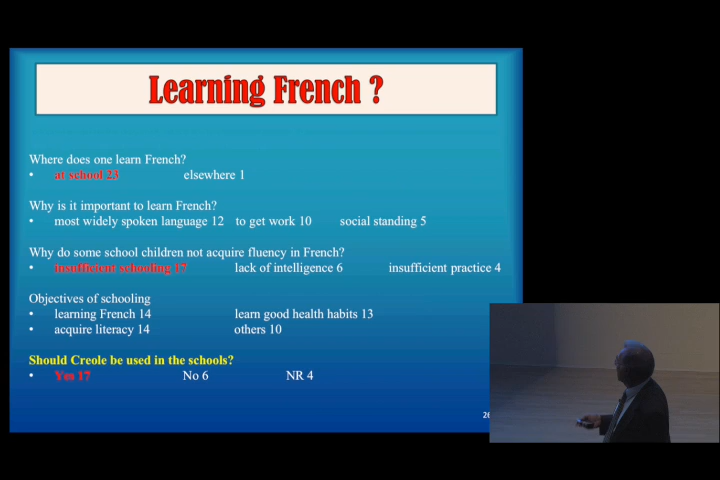 Learning French ?
Where does one learn French?
• at school 23 elsewhere 1
Why is it important to learn French?
• most widely spoken language 12 to get work 10 social standing 5
Why do some school children not acquire fluency in French?
• insufficient schooling 17 lack of intelligence 6 insufficient practice 4
Objectives of schooling
• learning French 14 learn good health habits 13
• acquire literacy 14 others 10
Should Creole be used in the schools?
• Yes 17 No 6 NR 4